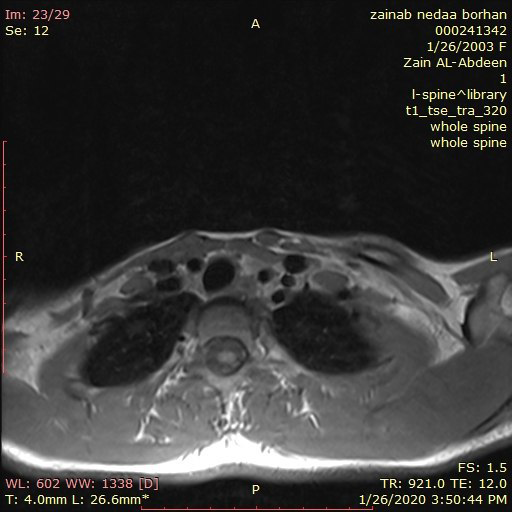 Im: 23/29
Se: 12
A
zainab nedaa borhan
000241342
1/26/2003 F
Zain AL-Abdeen
1
l-spine^library
t1_tse_tra_320
whole spine
whole spine
R
L
WL: 602 WW: 1338 [D]
T: 4.0mm L: 26.6mm*
P
FS: 1.5
TR: 921.0 TE: 12.0
1/26/2020 3:50:44 PM